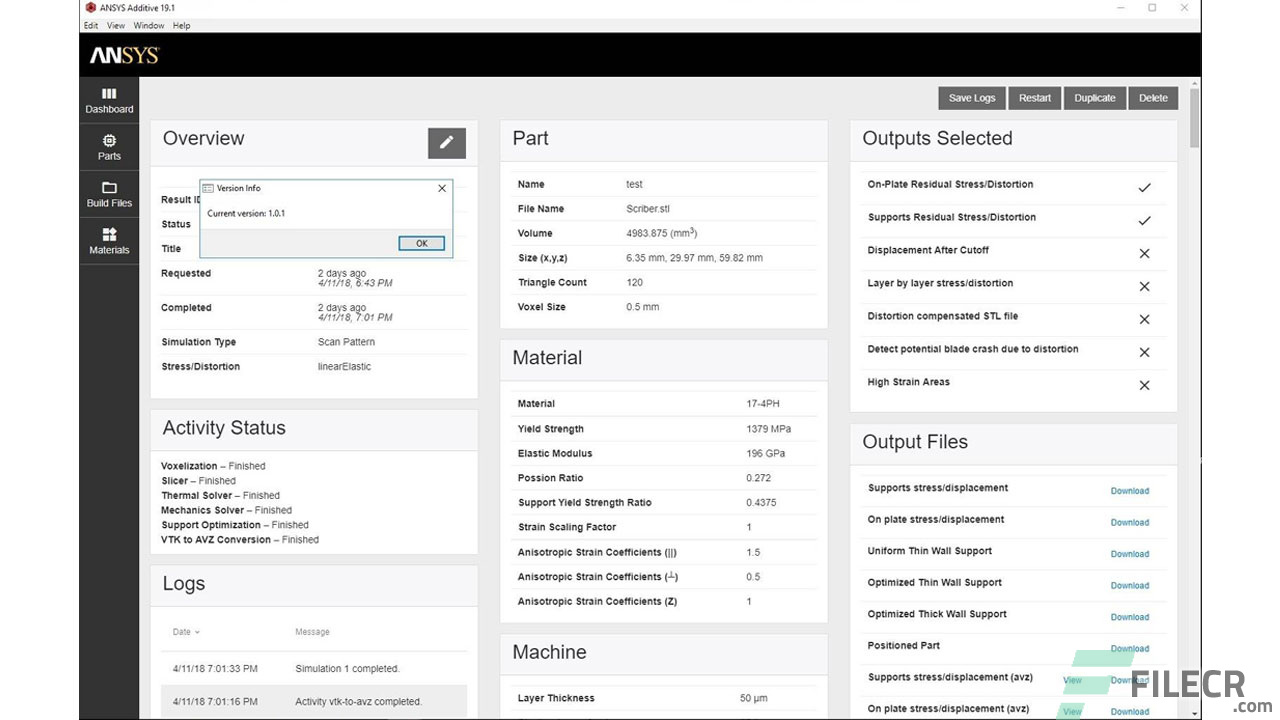 ANSYS Additive 19.1
Edit View Window Help
ANSYS
Dashboard
Parts
Build Files
Materials
Save Logs Restart Duplicate Delete
Overview
Version Info
Current version: 1.0.1
OK
Result ID
Status
Title
Requested 2 days ago
4/11/18, 6:43 PM
Completed 2 days ago
4/11/18, 7:01 PM
Simulation Type Scan Pattern
Stress/Distortion linearElastic
Activity Status
Voxelization – Finished
Slicer – Finished
Thermal Solver – Finished
Mechanics Solver – Finished
Support Optimization – Finished
VTK to AVZ Conversion – Finished
Logs
Date Message
4/11/18 7:01:33 PM Simulation 1 completed.
4/11/18 7:01:16 PM Activity vtk-to-avz completed.
Part
Name test
File Name Scriber.stl
Volume 4983.875 (mm³)
Size (x,y,z) 6.35 mm, 29.97 mm, 59.82 mm
Triangle Count 120
Voxel Size 0.5 mm
Material
Material 17-4PH
Yield Strength 1379 MPa
Elastic Modulus 196 GPa
Possion Ratio 0.272
Support Yield Strength Ratio 0.4375
Strain Scaling Factor 1
Anisotropic Strain Coefficients (||) 1.5
Anisotropic Strain Coefficients (⊥) 0.5
Anisotropic Strain Coefficients (Z) 1
Machine
Layer Thickness 50 µm
Outputs Selected
On-Plate Residual Stress/Distortion
Supports Residual Stress/Distortion
Displacement After Cutoff
Layer by layer stress/distortion
Distortion compensated STL file
Detect potential blade crash due to distortion
High Strain Areas
Output Files
Supports stress/displacement Download
On plate stress/displacement Download
Uniform Thin Wall Support Download
Optimized Thin Wall Support Download
Optimized Thick Wall Support Download
Positioned Part Download
Supports stress/displacement (avz) View Download
On plate stress/displacement (avz) View Download
FILECR
.com